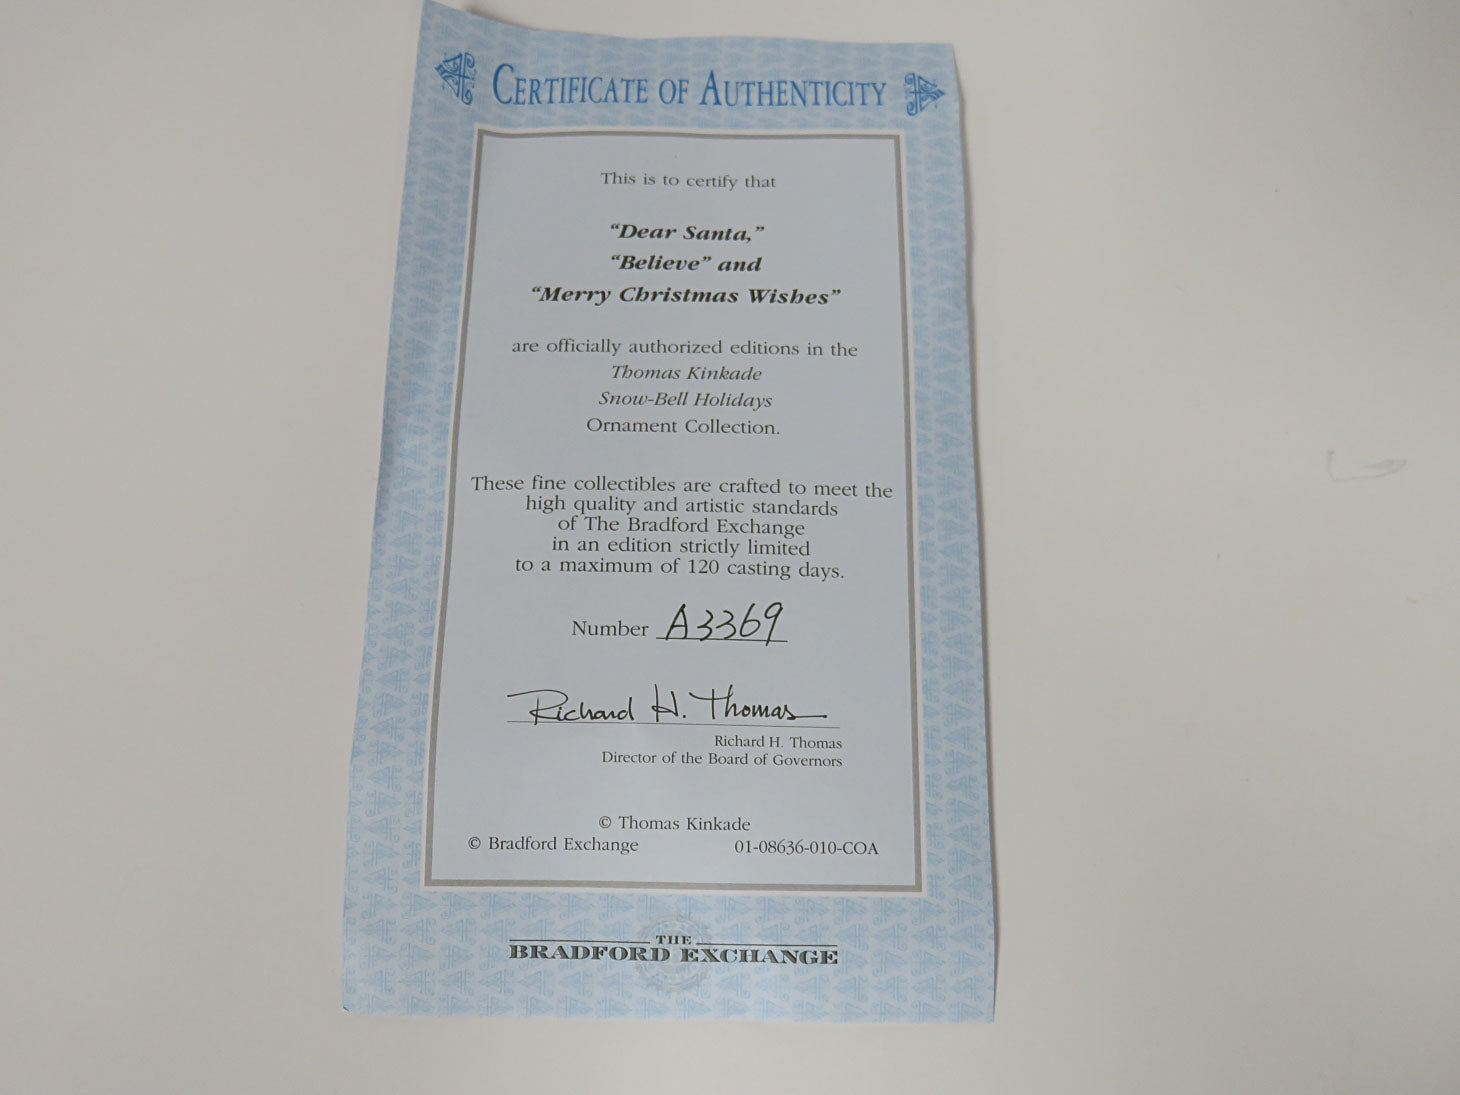 CERTIFICATE OF AUTHENTICITY
This is to certify that
“Dear Santa,”
“Believe” and
“Merry Christmas Wishes”
are officially authorized editions in the
Thomas Kinkade
Snow-Bell Holidays
Ornament Collection.
These fine collectibles are crafted to meet the
high quality and artistic standards
of The Bradford Exchange
in an edition strictly limited
to a maximum of 120 casting days.
Number A3369
Richard H. Thomas
Richard H. Thomas
Director of the Board of Governors
© Thomas Kinkade
© Bradford Exchange 01-08636-010-COA
THE
BRADFORD EXCHANGE